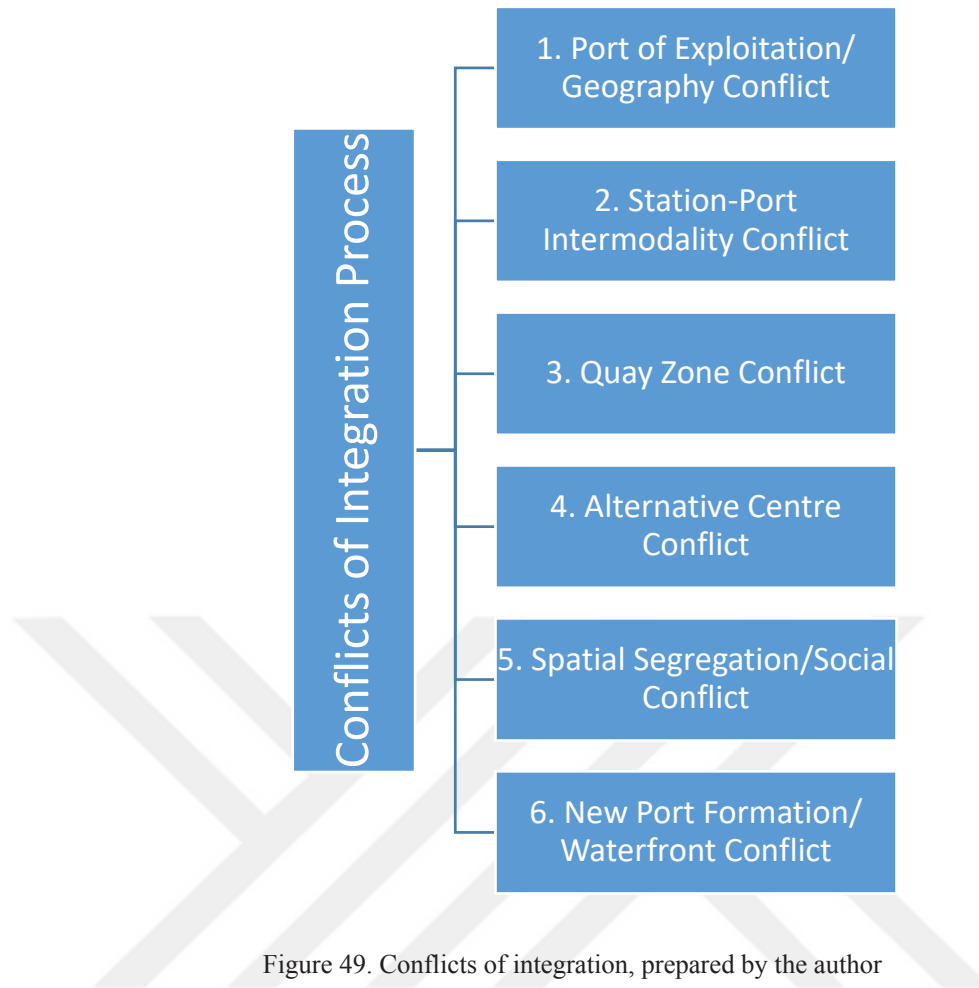 Conflicts of Integration Process
1. Port of Exploitation/
Geography Conflict
2. Station-Port
Intermodality Conflict
3. Quay Zone Conflict
4. Alternative Centre
Conflict
5. Spatial Segregation/Social
Conflict
6. New Port Formation/
Waterfront Conflict
Figure 49. Conflicts of integration, prepared by the author